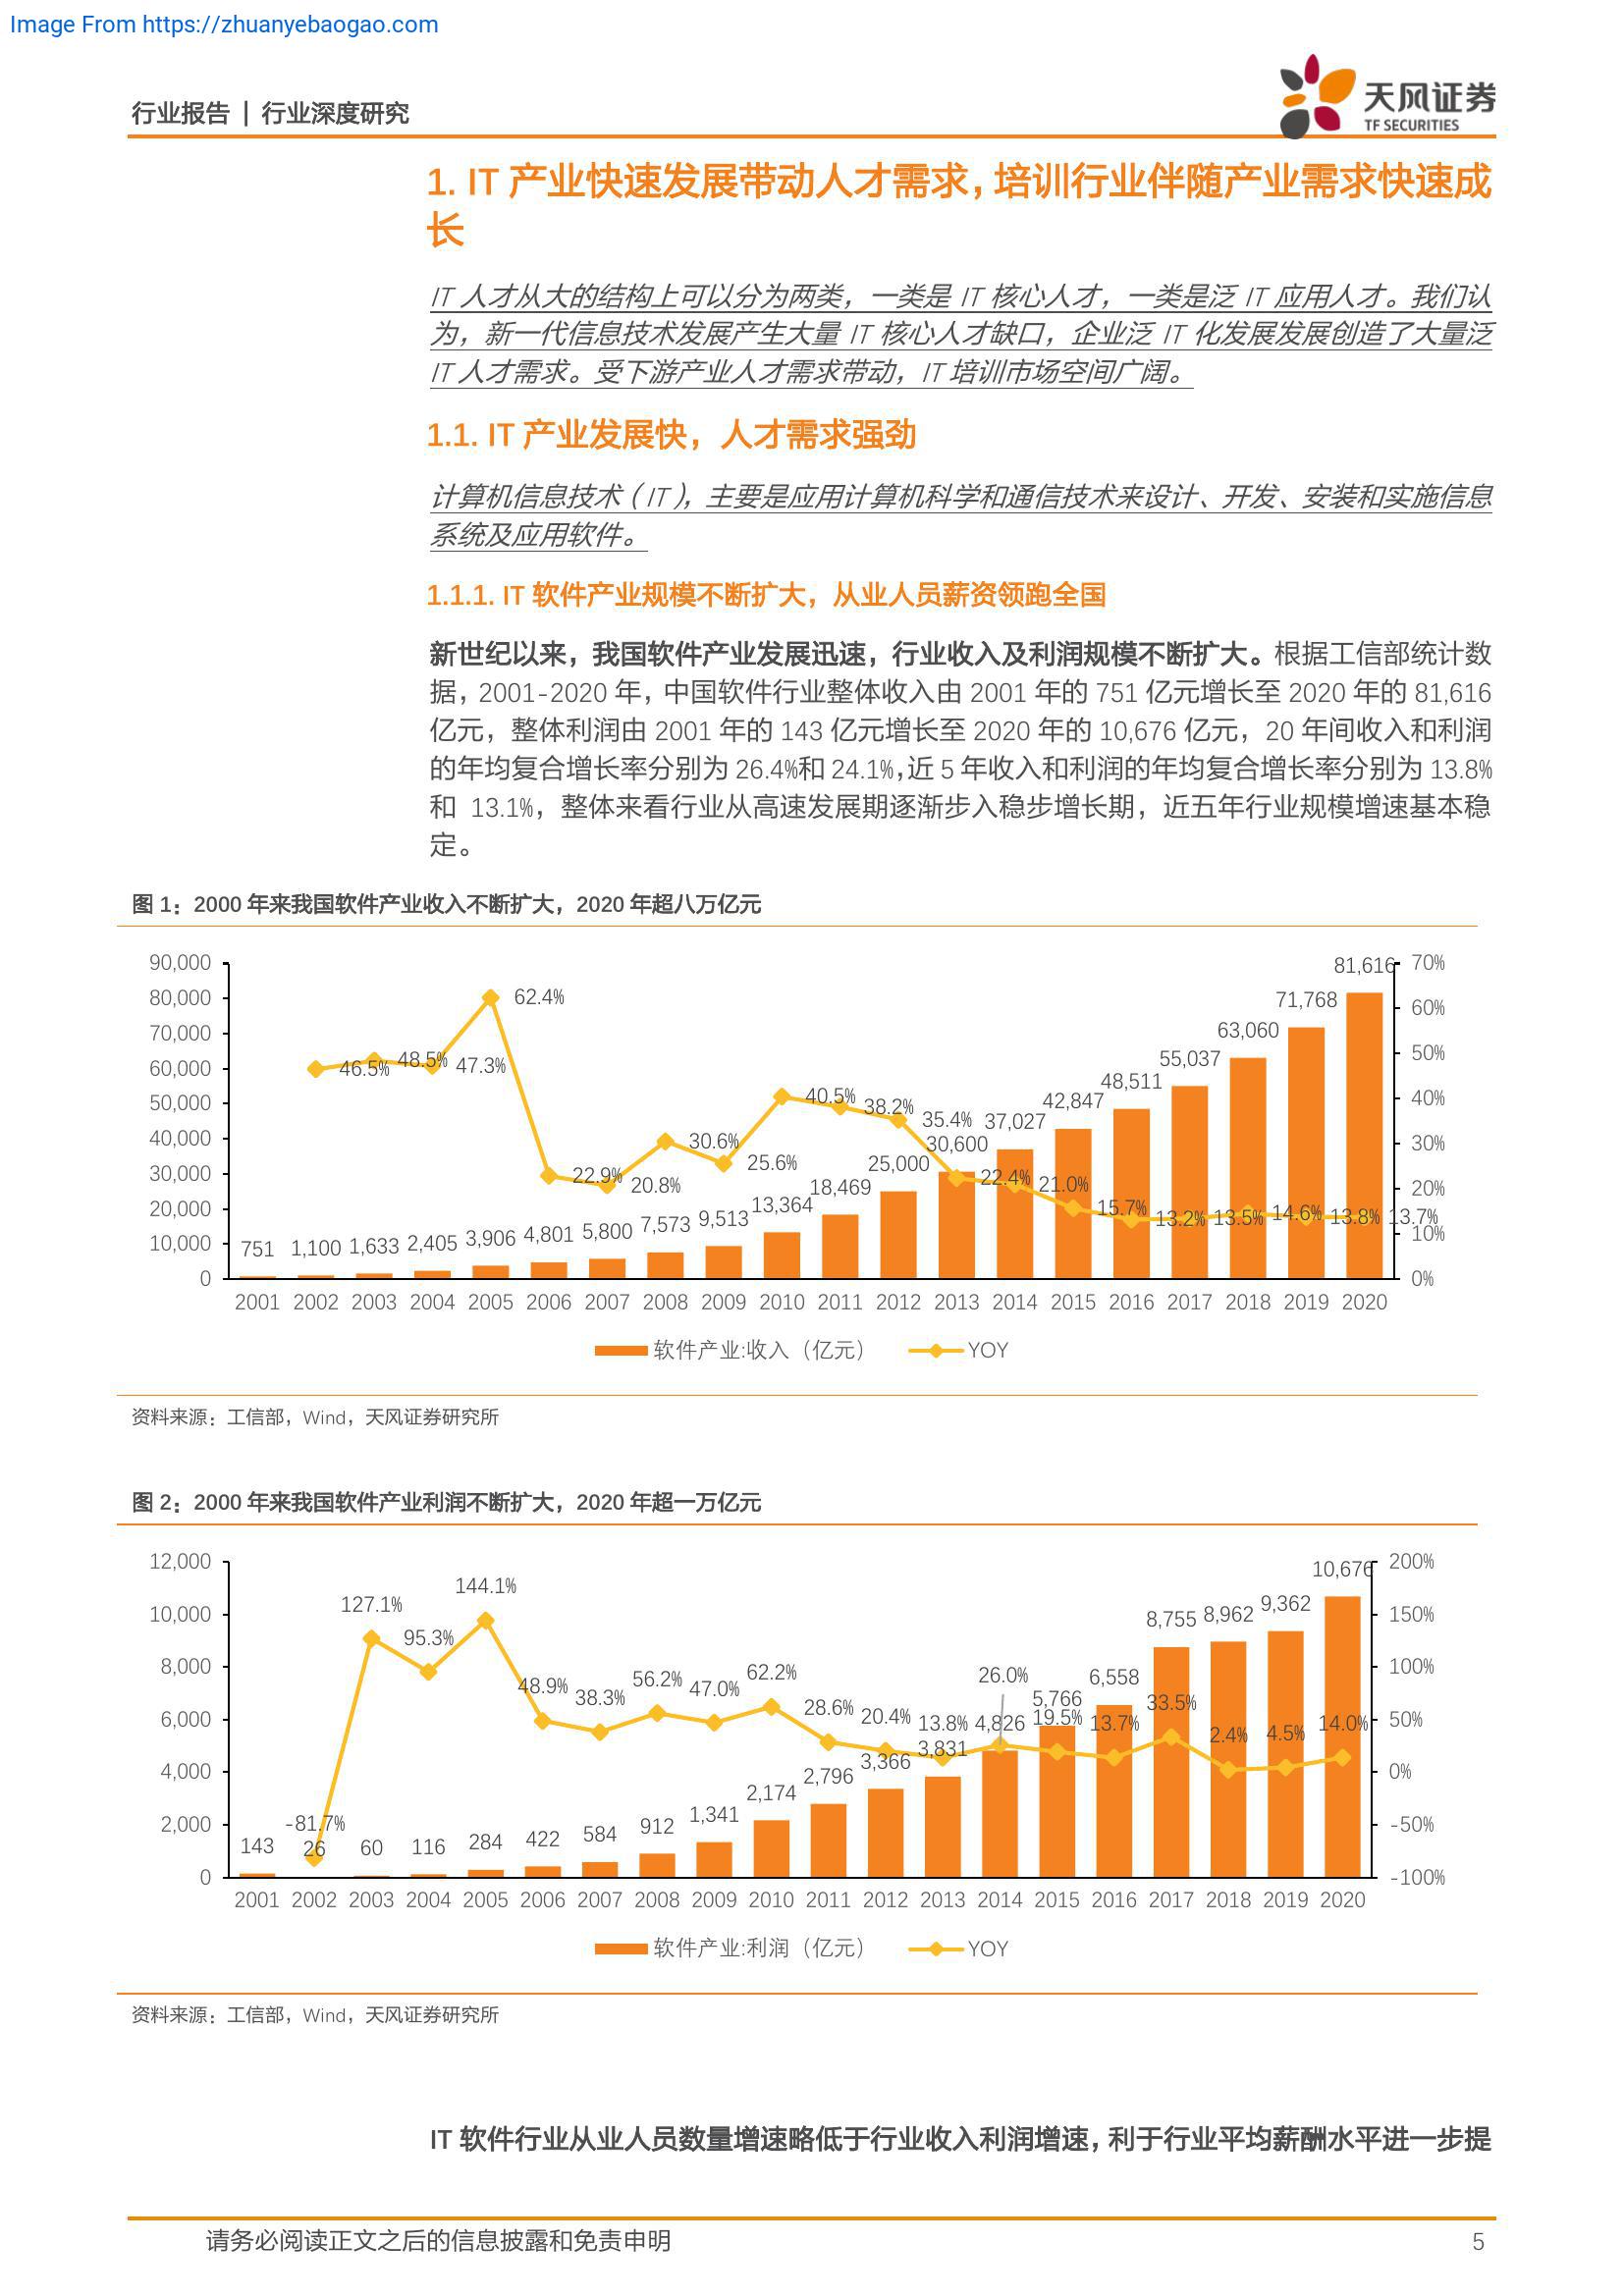 Image From https://zhuanyebaogao.com
行业报告 | 行业深度研究
天风证券
TF SECURITIES
1. IT 产业快速发展带动人才需求，培训行业伴随产业需求快速成
长
IT 人才从大的结构上可以分为两类，一类是 IT 核心人才，一类是泛 IT 应用人才。我们认
为，新一代信息技术发展产生大量 IT 核心人才缺口，企业泛 IT 化发展发展创造了大量泛
IT 人才需求。受下游产业人才需求带动，IT 培训市场空间广阔。
1.1. IT 产业发展快，人才需求强劲
计算机信息技术（IT），主要是应用计算机科学和通信技术来设计、开发、安装和实施信息
系统及应用软件。
1.1.1. IT 软件产业规模不断扩大，从业人员薪资领跑全国
新世纪以来，我国软件产业发展迅速，行业收入及利润规模不断扩大。根据工信部统计数
据，2001-2020 年，中国软件行业整体收入由 2001 年的 751 亿元增长至 2020 年的 81,616
亿元，整体利润由 2001 年的 143 亿元增长至 2020 年的 10,676 亿元，20 年间收入和利润
的年均复合增长率分别为 26.4%和 24.1%，近 5 年收入和利润的年均复合增长率分别为 13.8%
和 13.1%，整体来看行业从高速发展期逐渐步入稳步增长期，近五年行业规模增速基本稳
定。
图 1：2000 年来我国软件产业收入不断扩大，2020 年超八万亿元
90,000
80,000
70,000
60,000
50,000
40,000
30,000
20,000
10,000
0
751 1,100 1,633 2,405 3,906 4,801 5,800 7,573 9,513 13,364 18,469 25,000 30,600 37,027 42,847 48,511 55,037 63,060 71,768 81,616
46.5% 48.5% 47.3% 62.4% 22.9% 20.8% 30.6% 25.6% 40.5% 38.2% 35.4% 22.4% 21.0% 15.7% 13.2% 13.5% 14.6% 13.8% 13.7%
70%
60%
50%
40%
30%
20%
10%
0%
2001 2002 2003 2004 2005 2006 2007 2008 2009 2010 2011 2012 2013 2014 2015 2016 2017 2018 2019 2020
软件产业:收入（亿元） YOY
资料来源：工信部，Wind，天风证券研究所
图 2：2000 年来我国软件产业利润不断扩大，2020 年超一万亿元
12,000
10,000
8,000
6,000
4,000
2,000
0
143 26 60 116 284 422 584 912 1,341 2,174 2,796 3,366 3,831 4,826 5,766 6,558 8,755 8,962 9,362 10,676
-81.7% 127.1% 95.3% 144.1% 48.9% 38.3% 56.2% 47.0% 62.2% 28.6% 20.4% 13.8% 26.0% 19.5% 13.7% 33.5% 2.4% 4.5% 14.0%
200%
150%
100%
50%
0%
-50%
-100%
2001 2002 2003 2004 2005 2006 2007 2008 2009 2010 2011 2012 2013 2014 2015 2016 2017 2018 2019 2020
软件产业:利润（亿元） YOY
资料来源：工信部，Wind，天风证券研究所
IT 软件行业从业人员数量增速略低于行业收入利润增速，利于行业平均薪酬水平进一步提
请务必阅读正文之后的信息披露和免责申明 5